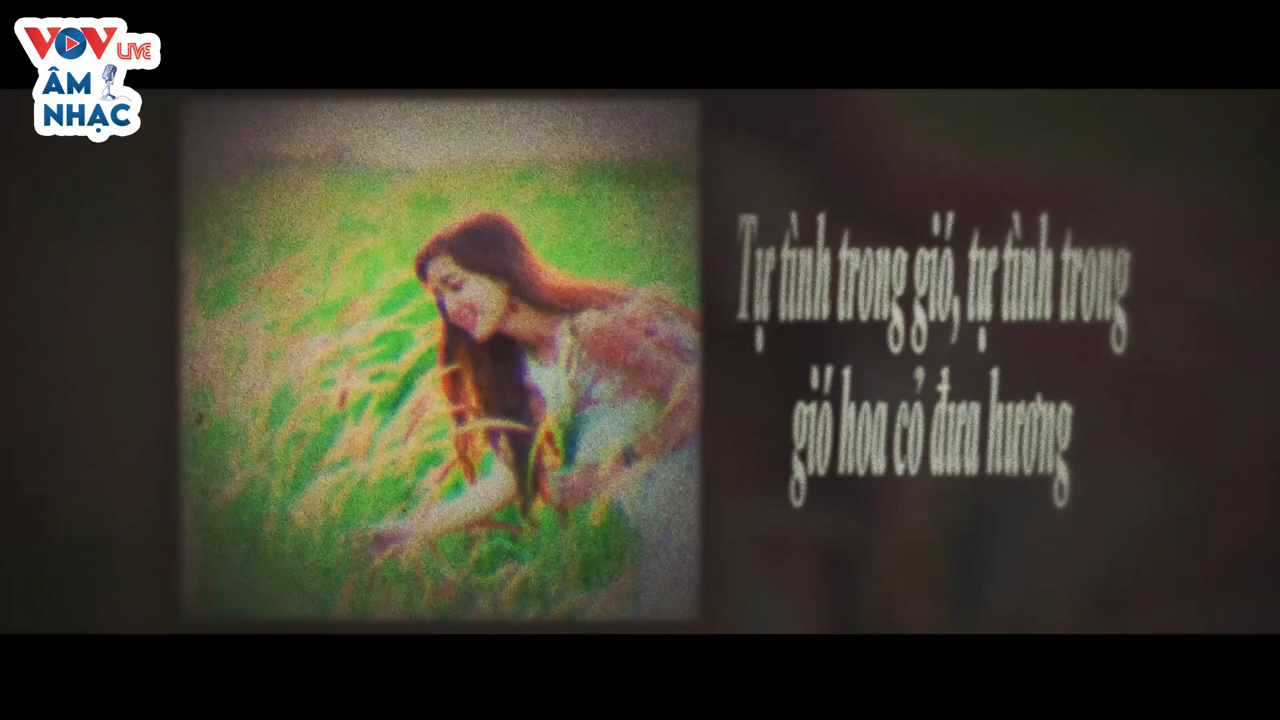 VOV LIVE
ÂM
NHẠC
Tự tình trong gió, tự tình trong
gió hoa cỏ đưa hương